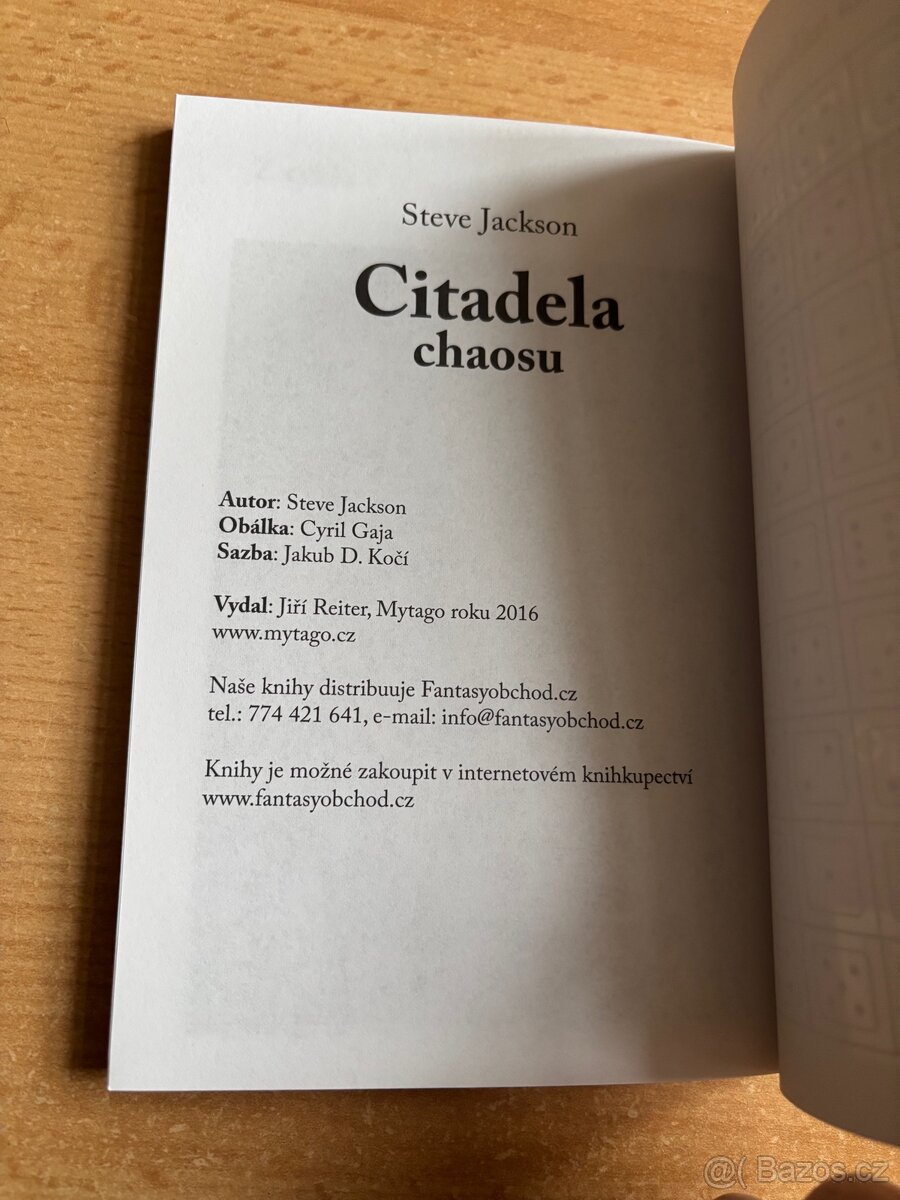 Steve Jackson
Citadela
chaosu
Autor: Steve Jackson
Obálka: Cyril Gaja
Sazba: Jakub D. Kočí
Vydal: Jiří Reiter, Mytago roku 2016
www.mytago.cz
Naše knihy distribuuje Fantasyobchod.cz
tel.: 774 421 641, e-mail: info@fantasyobchod.cz
Knihy je možné zakoupit v internetovém knihkupectví
www.fantasyobchod.cz
@( Bazos.cz